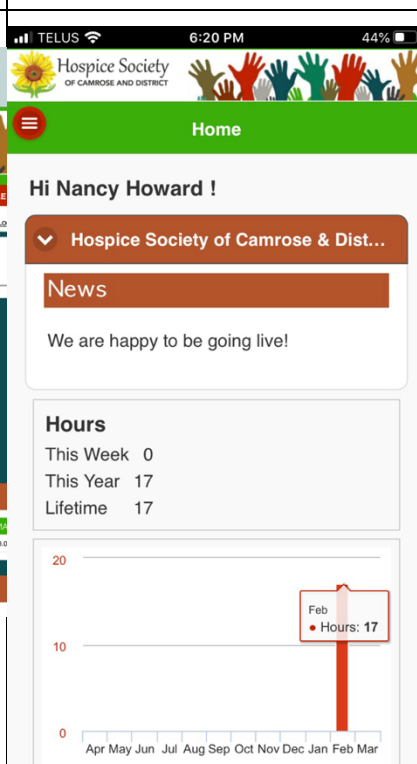 TELUS 6:20 PM 44%
Hospice Society
OF CAMROSE AND DISTRICT
Home
Hi Nancy Howard !
Hospice Society of Camrose & Dist...
News
We are happy to be going live!
Hours
This Week 0
This Year 17
Lifetime 17
20
Feb
Hours: 17
10
0
Apr May Jun Jul Aug Sep Oct Nov Dec Jan Feb Mar